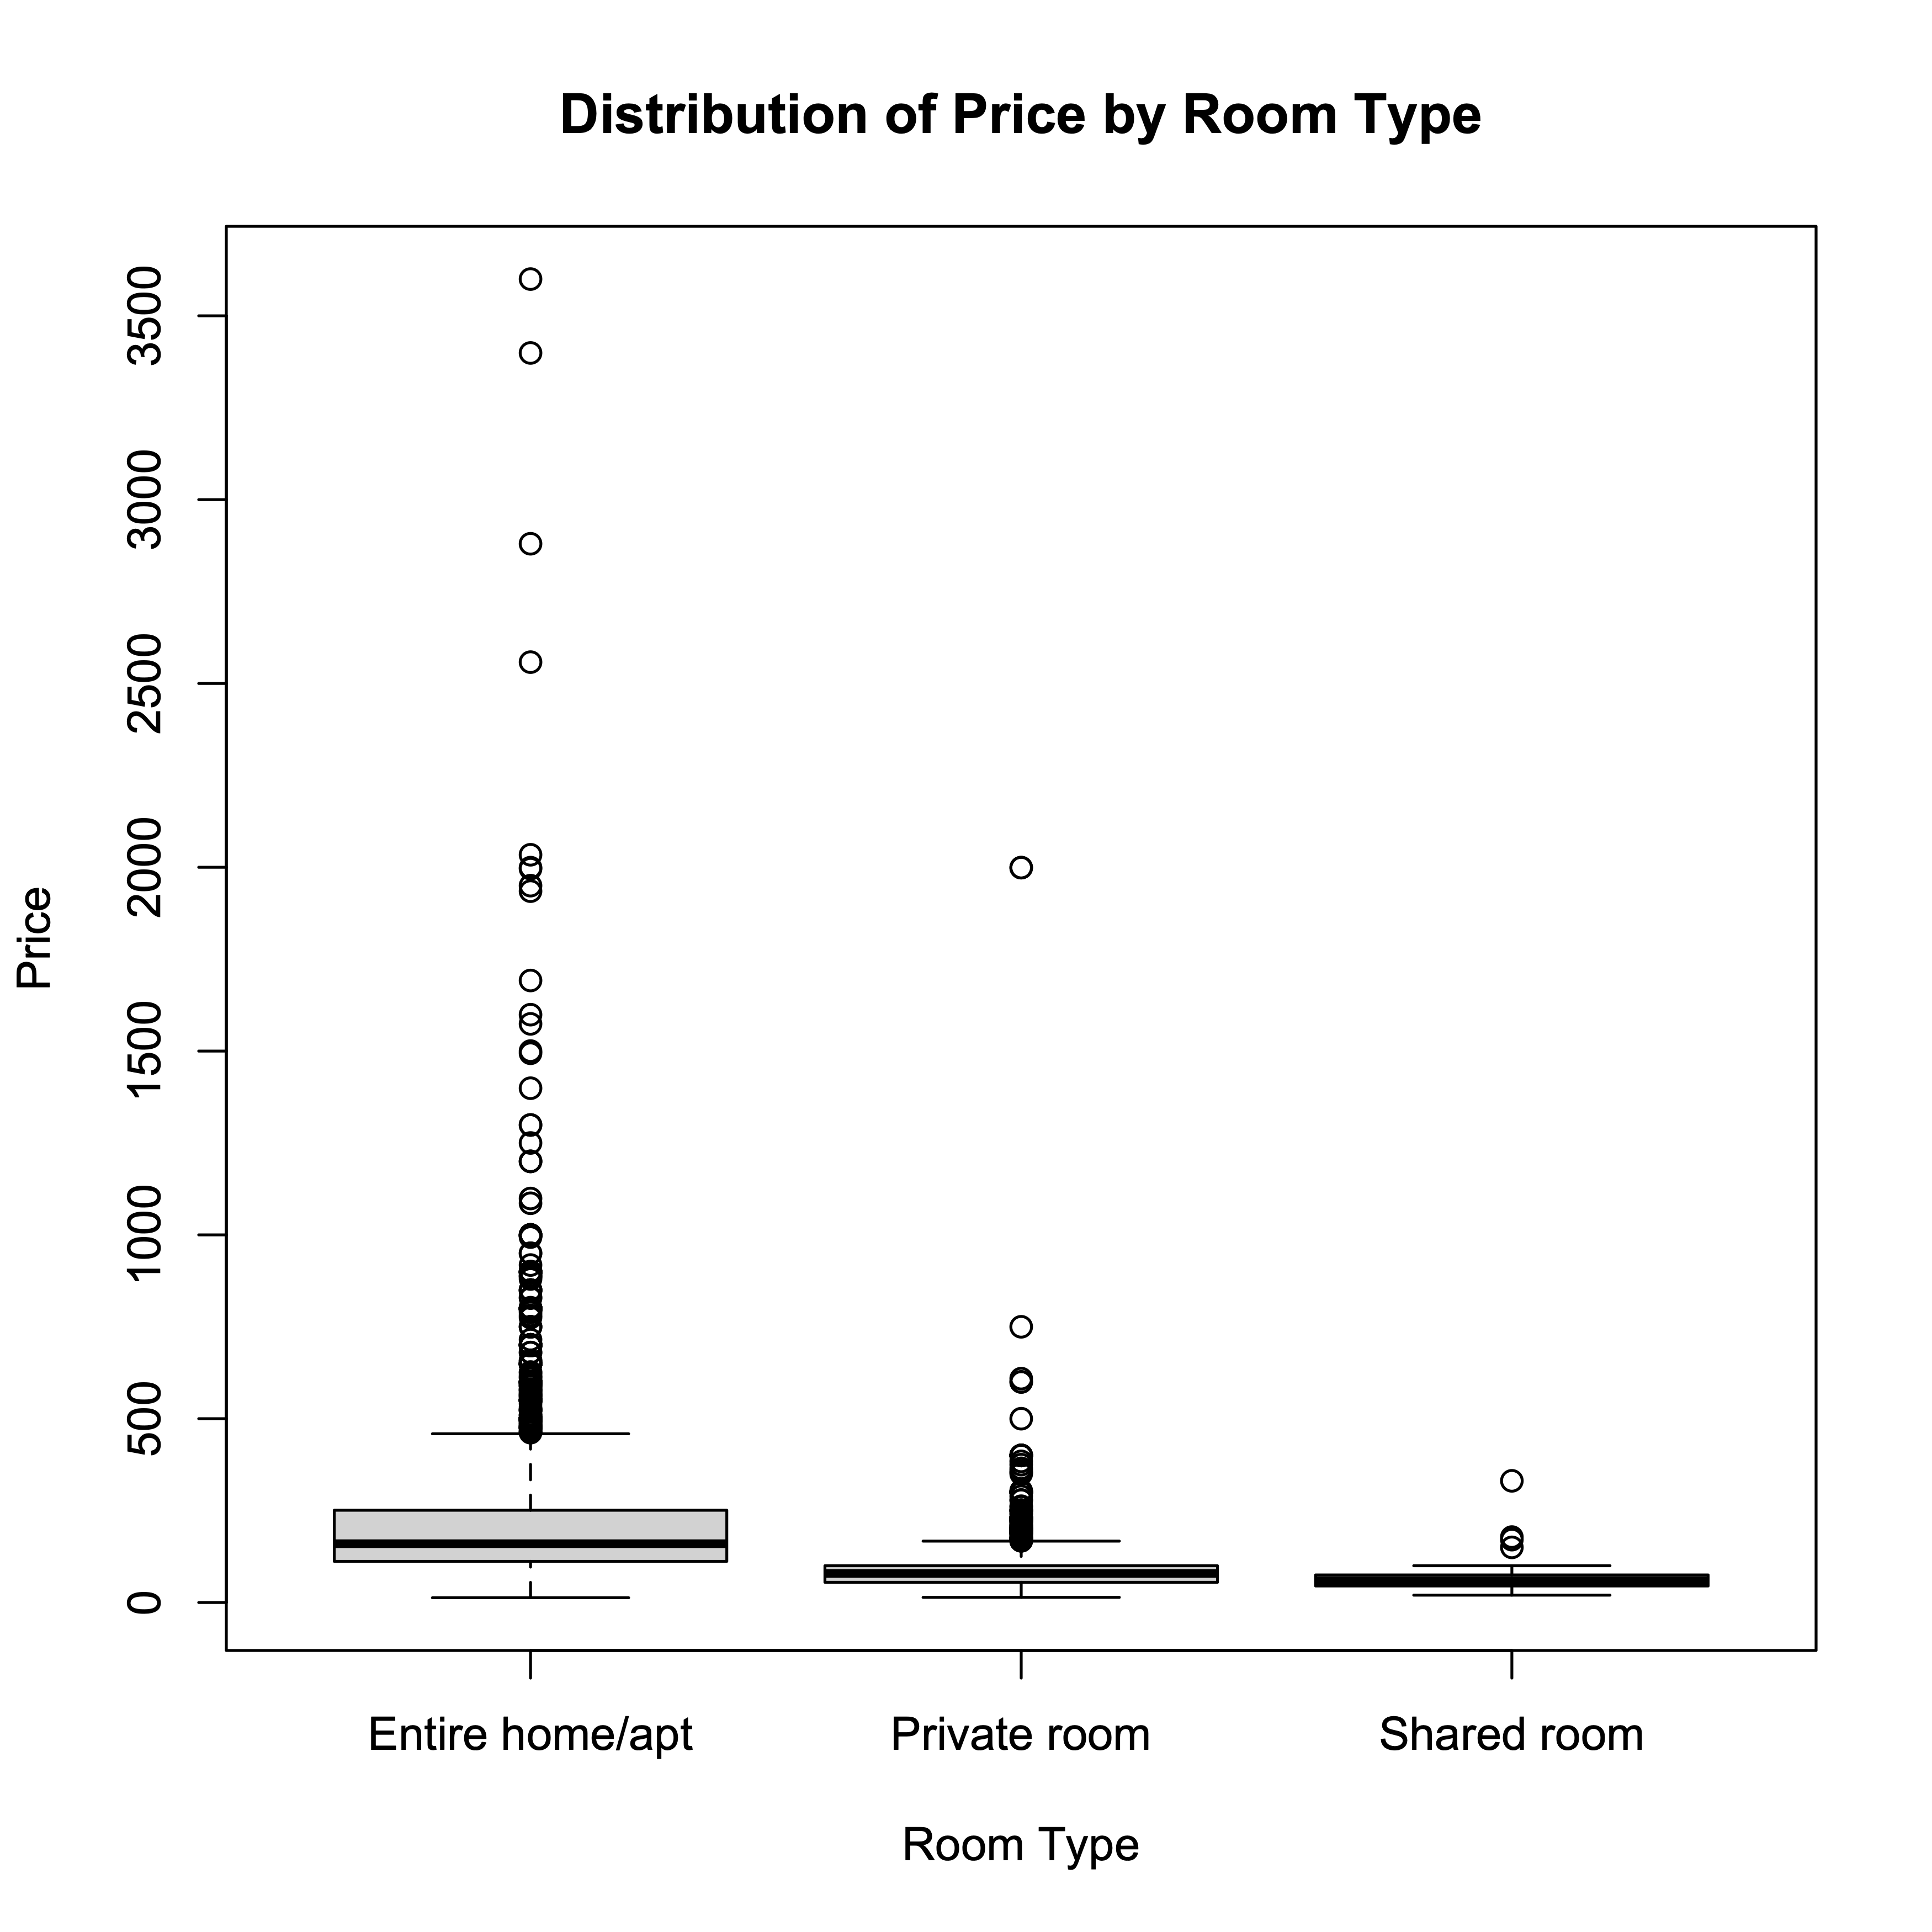 Distribution of Price by Room Type
Price
3500
3000
2500
2000
1500
1000
500
0
Entire home/apt
Private room
Shared room
Room Type